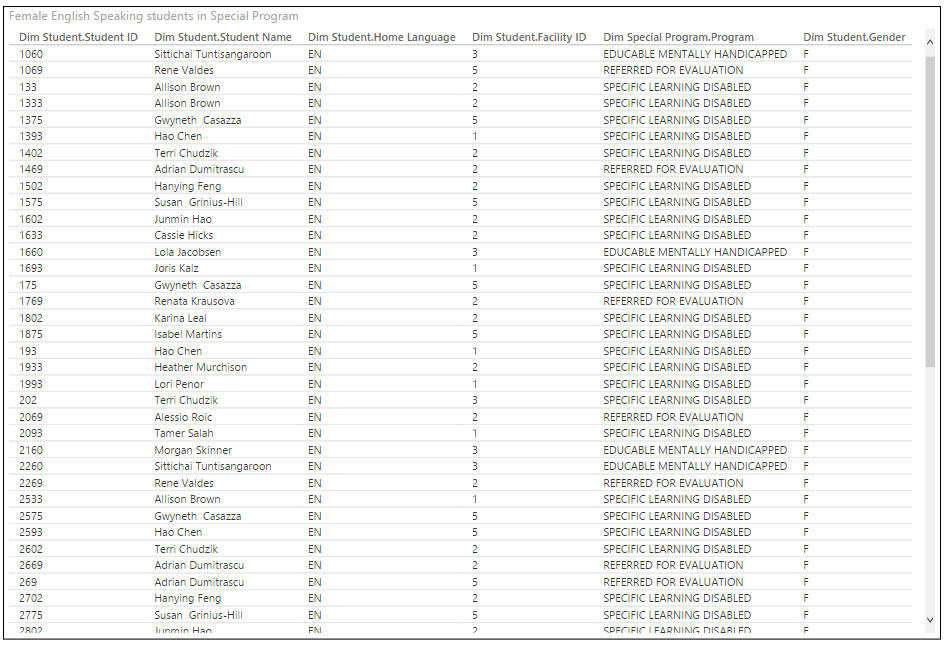 Female English Speaking students in Special Program
Dim Student.Student ID Dim Student.Student Name Dim Student.Home Language Dim Student.Facility ID Dim Special Program.Program Dim Student.Gender
1060 Sittichai Tuntisangaroon EN 3 EDUCABLE MENTALLY HANDICAPPED F
1069 Rene Valdes EN 5 REFERRED FOR EVALUATION F
133 Allison Brown EN 2 SPECIFIC LEARNING DISABLED F
1333 Allison Brown EN 2 SPECIFIC LEARNING DISABLED F
1375 Gwyneth Casazza EN 5 SPECIFIC LEARNING DISABLED F
1393 Hao Chen EN 1 SPECIFIC LEARNING DISABLED F
1402 Terri Chudzik EN 2 SPECIFIC LEARNING DISABLED F
1469 Adrian Dumitrascu EN 2 REFERRED FOR EVALUATION F
1502 Hanying Feng EN 2 SPECIFIC LEARNING DISABLED F
1575 Susan Grinius-Hill EN 5 SPECIFIC LEARNING DISABLED F
1602 Junmin Hao EN 2 SPECIFIC LEARNING DISABLED F
1633 Cassie Hicks EN 2 SPECIFIC LEARNING DISABLED F
1660 Lola Jacobsen EN 3 EDUCABLE MENTALLY HANDICAPPED F
1693 Joris Kalz EN 1 SPECIFIC LEARNING DISABLED F
175 Gwyneth Casazza EN 5 SPECIFIC LEARNING DISABLED F
1769 Renata Krausova EN 2 REFERRED FOR EVALUATION F
1802 Karina Leal EN 2 SPECIFIC LEARNING DISABLED F
1875 Isabel Martins EN 5 SPECIFIC LEARNING DISABLED F
193 Hao Chen EN 1 SPECIFIC LEARNING DISABLED F
1933 Heather Murchison EN 2 SPECIFIC LEARNING DISABLED F
1993 Lori Penor EN 1 SPECIFIC LEARNING DISABLED F
202 Terri Chudzik EN 3 SPECIFIC LEARNING DISABLED F
2069 Alessio Roic EN 2 REFERRED FOR EVALUATION F
2093 Tamer Salah EN 1 SPECIFIC LEARNING DISABLED F
2160 Morgan Skinner EN 3 EDUCABLE MENTALLY HANDICAPPED F
2260 Sittichai Tuntisangaroon EN 3 EDUCABLE MENTALLY HANDICAPPED F
2269 Rene Valdes EN 2 REFERRED FOR EVALUATION F
2533 Allison Brown EN 1 SPECIFIC LEARNING DISABLED F
2575 Gwyneth Casazza EN 5 SPECIFIC LEARNING DISABLED F
2593 Hao Chen EN 5 SPECIFIC LEARNING DISABLED F
2602 Terri Chudzik EN 2 SPECIFIC LEARNING DISABLED F
2669 Adrian Dumitrascu EN 2 REFERRED FOR EVALUATION F
269 Adrian Dumitrascu EN 5 REFERRED FOR EVALUATION F
2702 Hanying Feng EN 2 SPECIFIC LEARNING DISABLED F
2775 Susan Grinius-Hill EN 5 SPECIFIC LEARNING DISABLED F
2802 Junmin Hao EN 2 SPECIFIC LEARNING DISABLED F